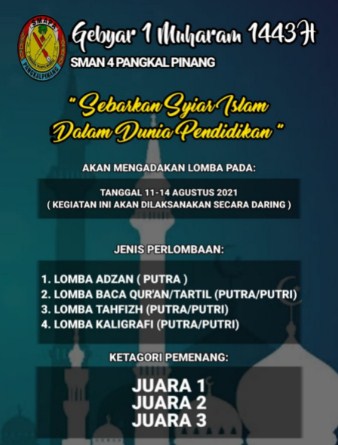 Gebyar 1 Muharam 1443 H
SMAN 4 PANGKAL PINANG
" Sebarkan Syiar Islam
Dalam Dunia Pendidikan "
AKAN MENGADAKAN LOMBA PADA:
TANGGAL 11-14 AGUSTUS 2021
( KEGIATAN INI AKAN DILAKSANAKAN SECARA DARING )
JENIS PERLOMBAAN:
1. LOMBA ADZAN ( PUTRA )
2. LOMBA BACA QUR'AN/TARTIL (PUTRA/PUTRI)
3. LOMBA TAHFIZH (PUTRA/PUTRI)
4. LOMBA KALIGRAFI (PUTRA/PUTRI)
KETAGORI PEMENANG:
JUARA 1
JUARA 2
JUARA 3